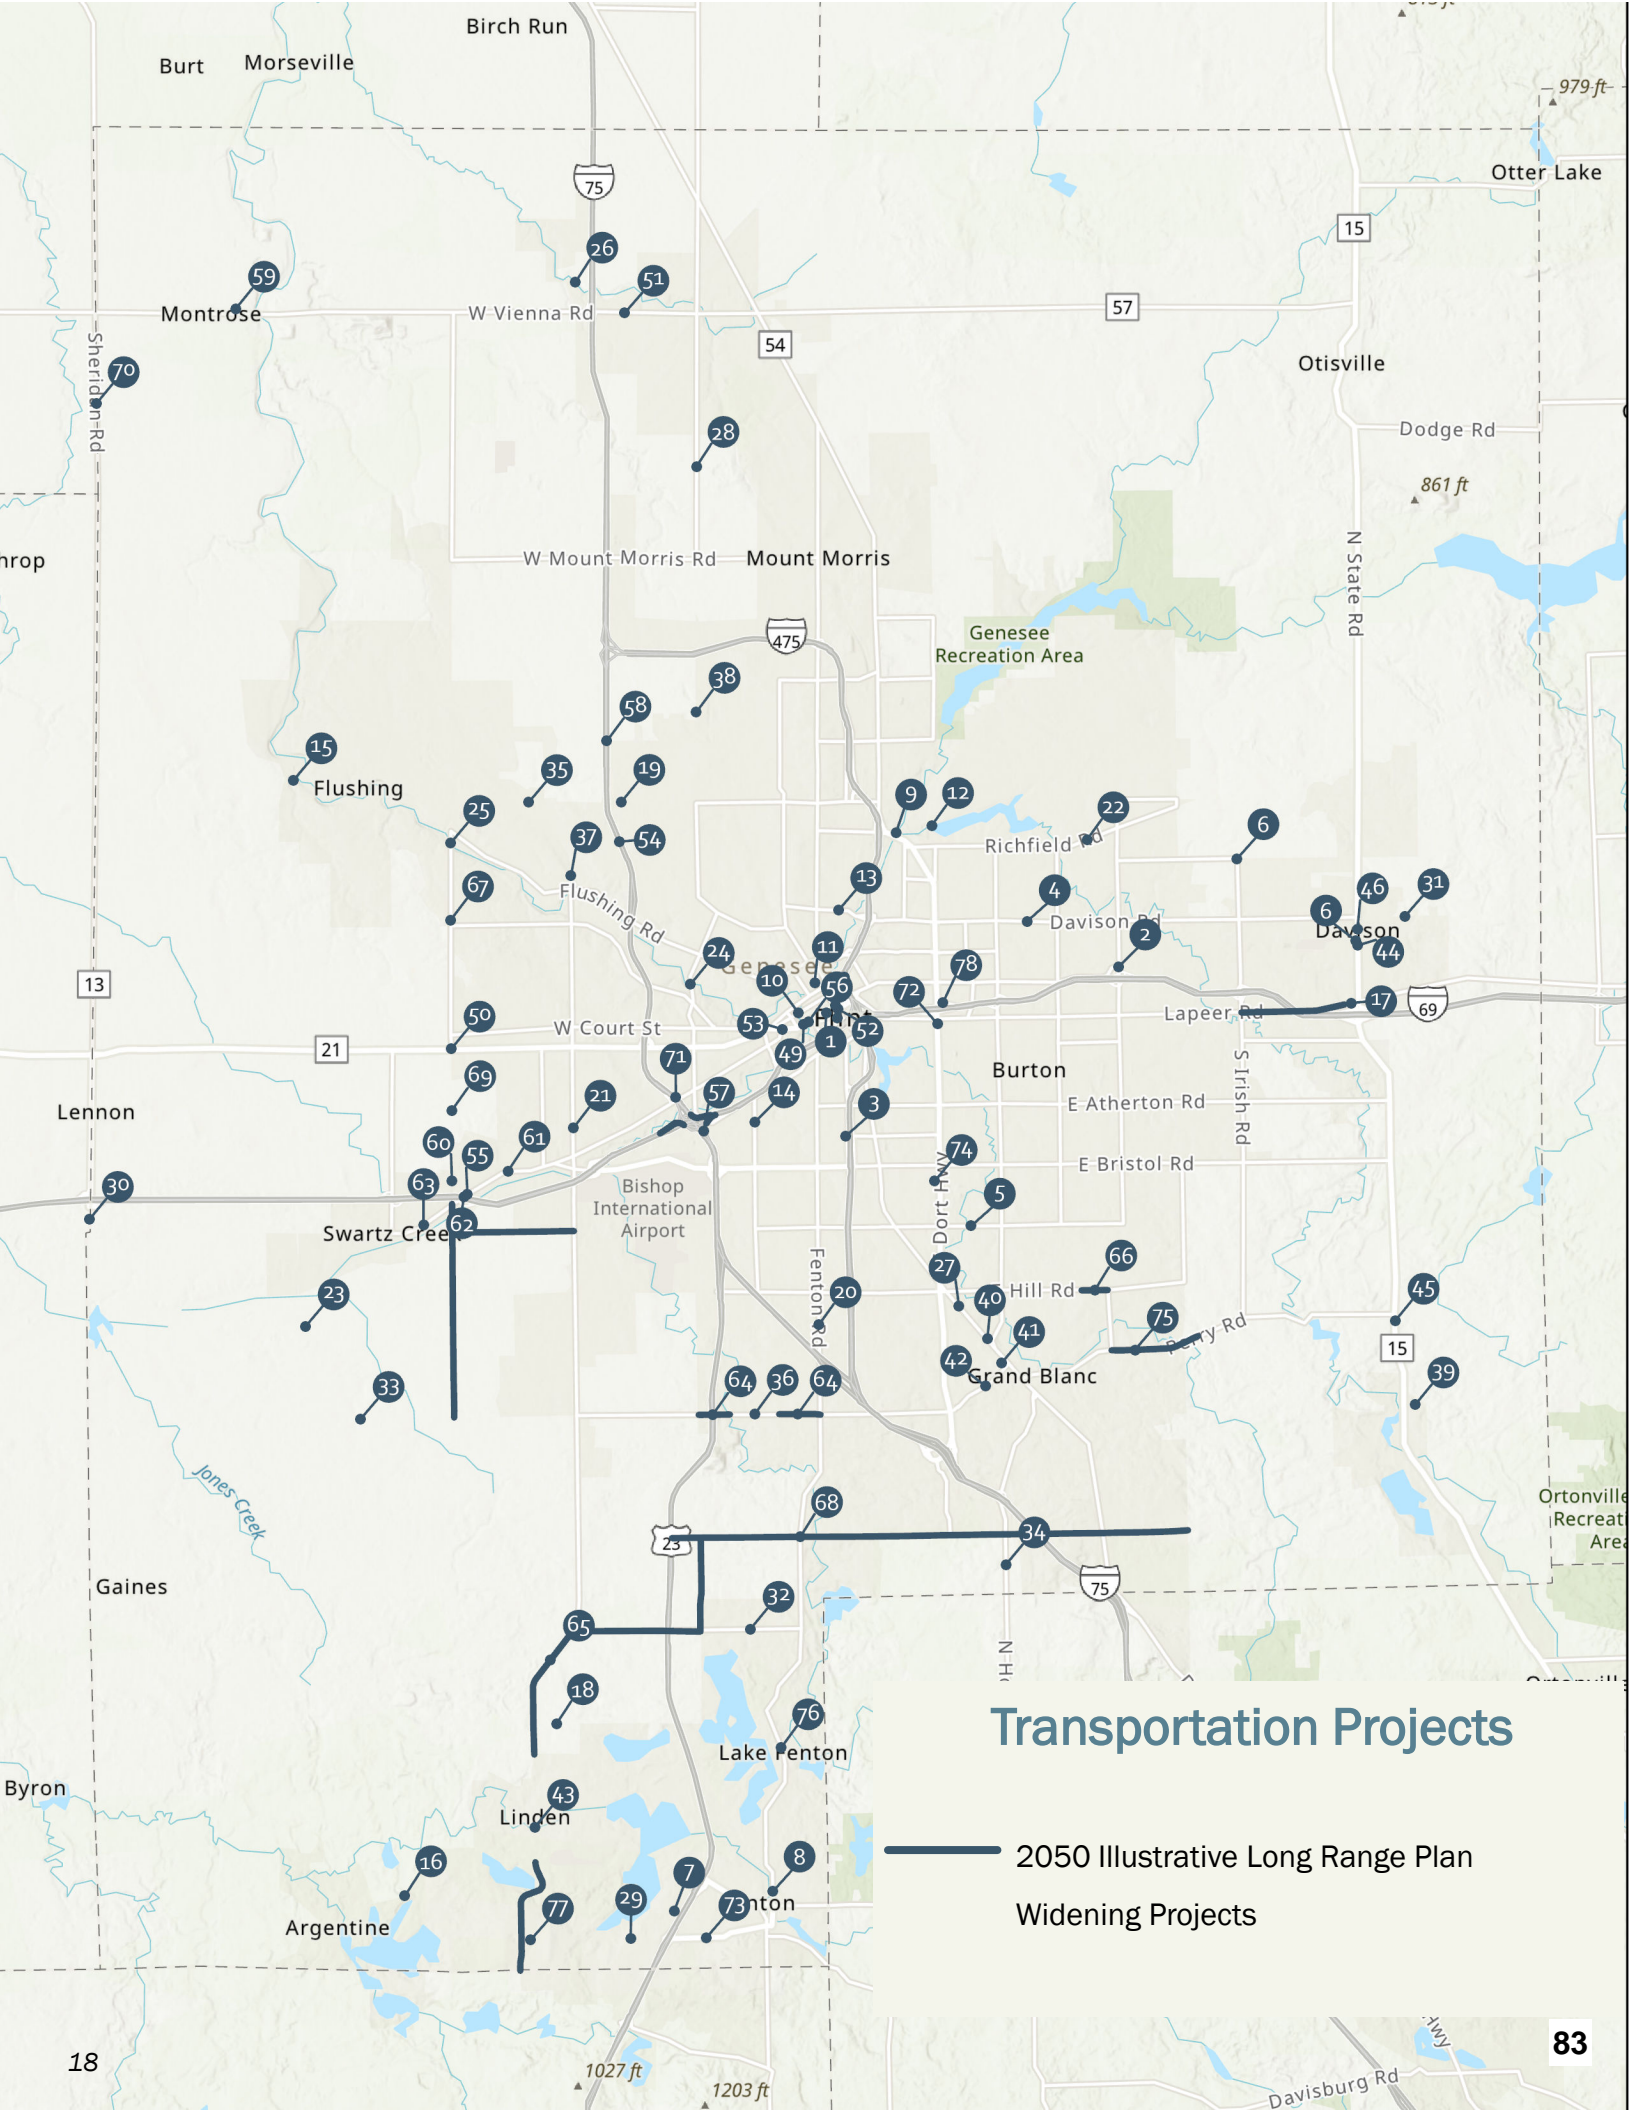 Birch Run
Burt
Morseville
979 ft
Otter Lake
75
15
26
59
51
Montrose
W Vienna Rd
57
54
Sheridan Rd
70
Otisville
28
Dodge Rd
861 ft
hrop
W Mount Morris Rd
Mount Morris
N State Rd
475
Genesee
Recreation Area
38
58
15
35
19
Flushing
25
9
12
22
6
37
54
Richfield Rd
13
67
4
46
31
Flushing Rd
6
Davison Rd
Davison
2
24
11
44
Genesee
78
10
56
72
13
17
Lapeer Rd
69
50
W Court St
53
Flint
52
1
21
49
71
Burton
S Irish Rd
69
57
21
14
3
E Atherton Rd
Lennon
60
55
61
74
E Bristol Rd
30
63
Bishop
International
Airport
5
Swartz Cree
62
Dort Hwy
66
27
Fenton Rd
Hill Rd
23
20
40
45
75
Perry Rd
41
42
15
Grand Blanc
33
64
36
64
39
Jones Creek
68
Ortonville
Recreati
Area
34
23
75
Gaines
32
65
N Ho
18
76
Transportation Projects
Lake Fenton
Byron
43
Linden
2050 Illustrative Long Range Plan
Widening Projects
16
7
8
29
73
nton
77
Argentine
18
83
1027 ft
1203 ft
Hwy
Davisburg Rd